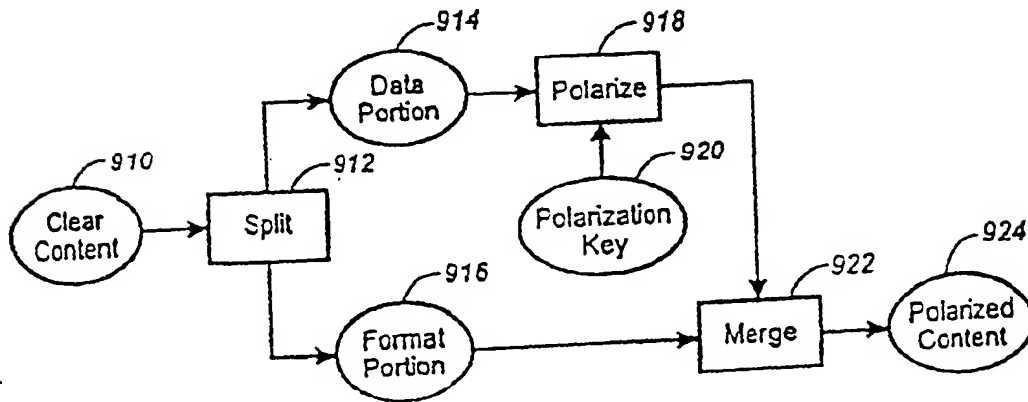 914
918
Data
Portion
Polarize
910
912
920
Clear
Content
Split
Polarization
Key
916
922
924
Format
Portion
Merge
Polarized
Content